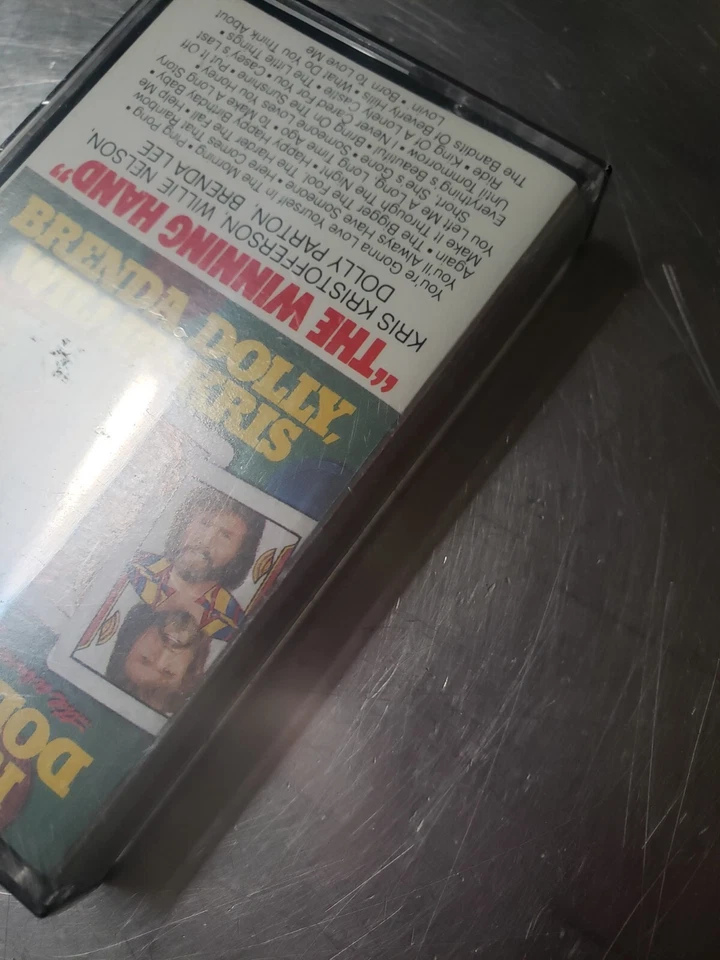 "THE WINNING HAND"
KRIS KRISTOFFERSON, WILLIE NELSON,
DOLLY PARTON, BRENDA LEE
You're Gonna Love Yourself In The Morning • Ping Pong •
You'll Always Have Someone • Here Comes That Rainbow
Again • The Bigger The Fool, The Harder The Fall • Help Me
Make It Through The Night • Happy Happy Birthday Baby •
You Left Me A Long, Long Time Ago • To Make A Long Story
Short, She's Gone • Someone Loves You Honey •
Everything's Beautiful • Bring On The Sunshine • Put It Off
Until Tommorrow • I Never Cared For You • Casey's Last
Ride • King Of A Lonely Castle • The Little Things •
The Bandits Of Beverly Hills • What Do You Think About
Lovin • Born To Love Me
BRENDA, DOLLY,
KRIS